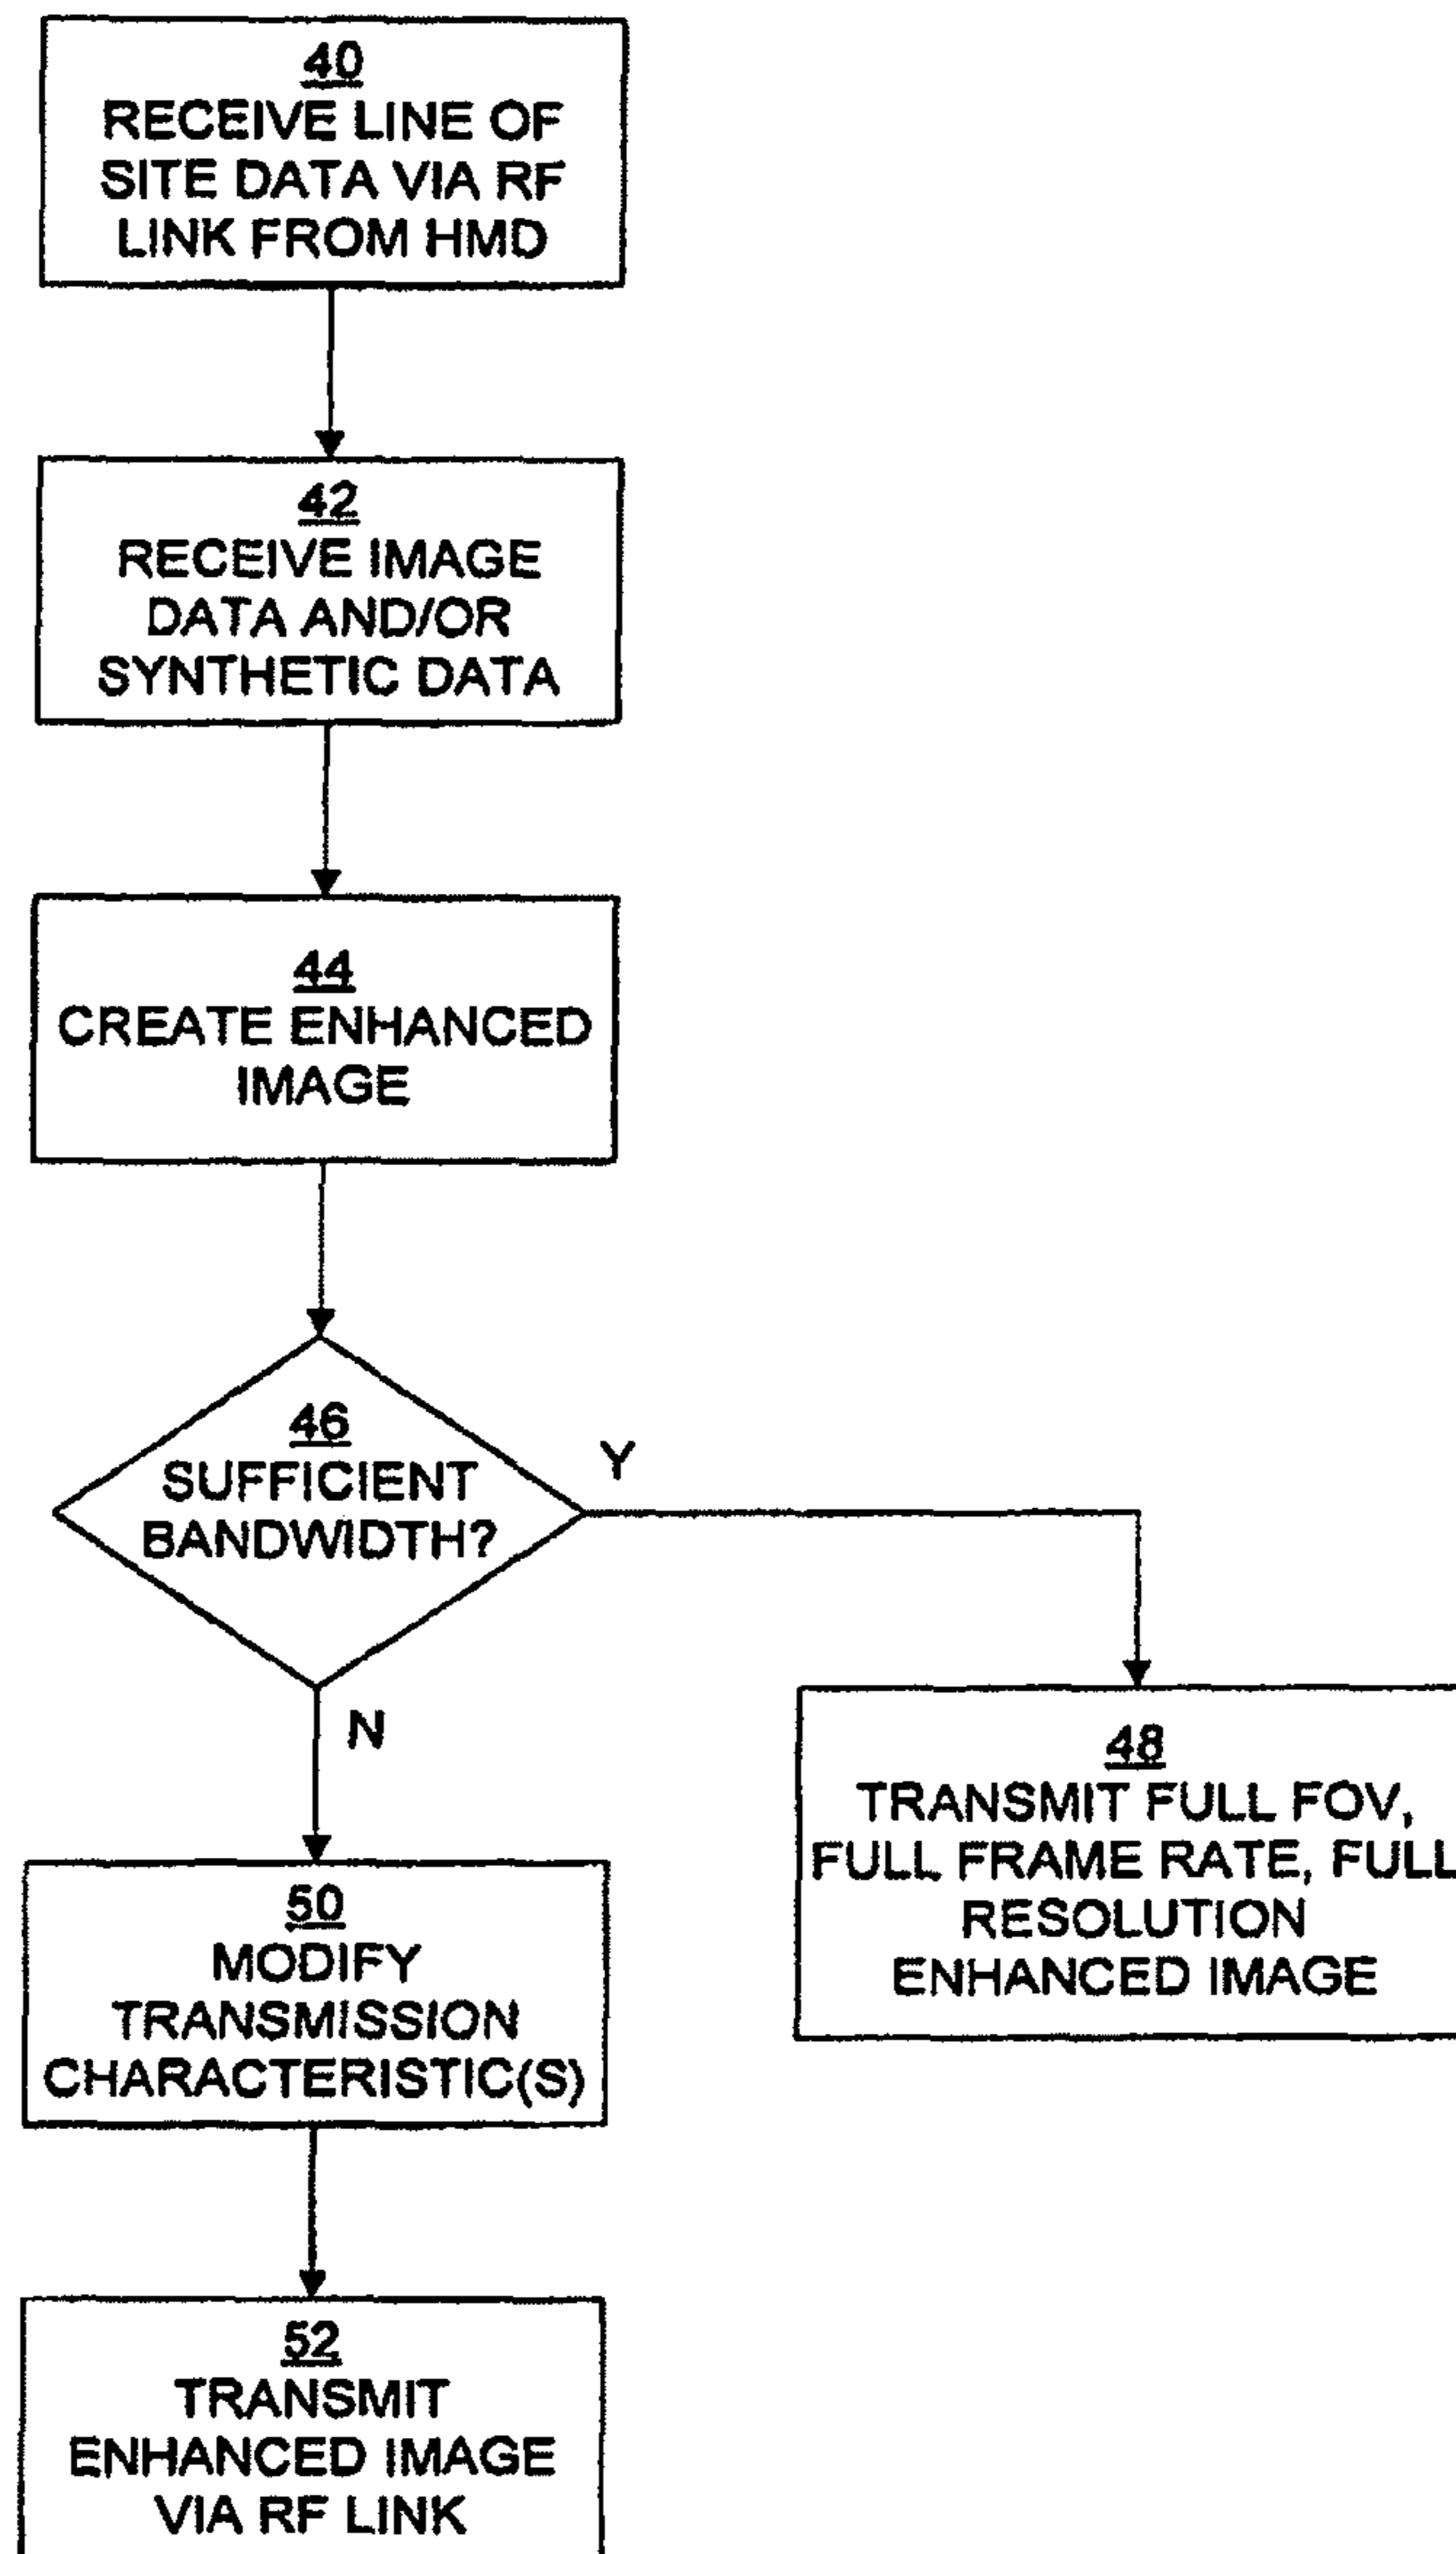 40
RECEIVE LINE OF
SITE DATA VIA RF
LINK FROM HMD
42
RECEIVE IMAGE
DATA AND/OR
SYNTHETIC DATA
44
CREATE ENHANCED
IMAGE
46
SUFFICIENT
BANDWIDTH?
Y
N
48
TRANSMIT FULL FOV,
FULL FRAME RATE, FULL
RESOLUTION
ENHANCED IMAGE
50
MODIFY
TRANSMISSION
CHARACTERISTIC(S)
52
TRANSMIT
ENHANCED IMAGE
VIA RF LINK